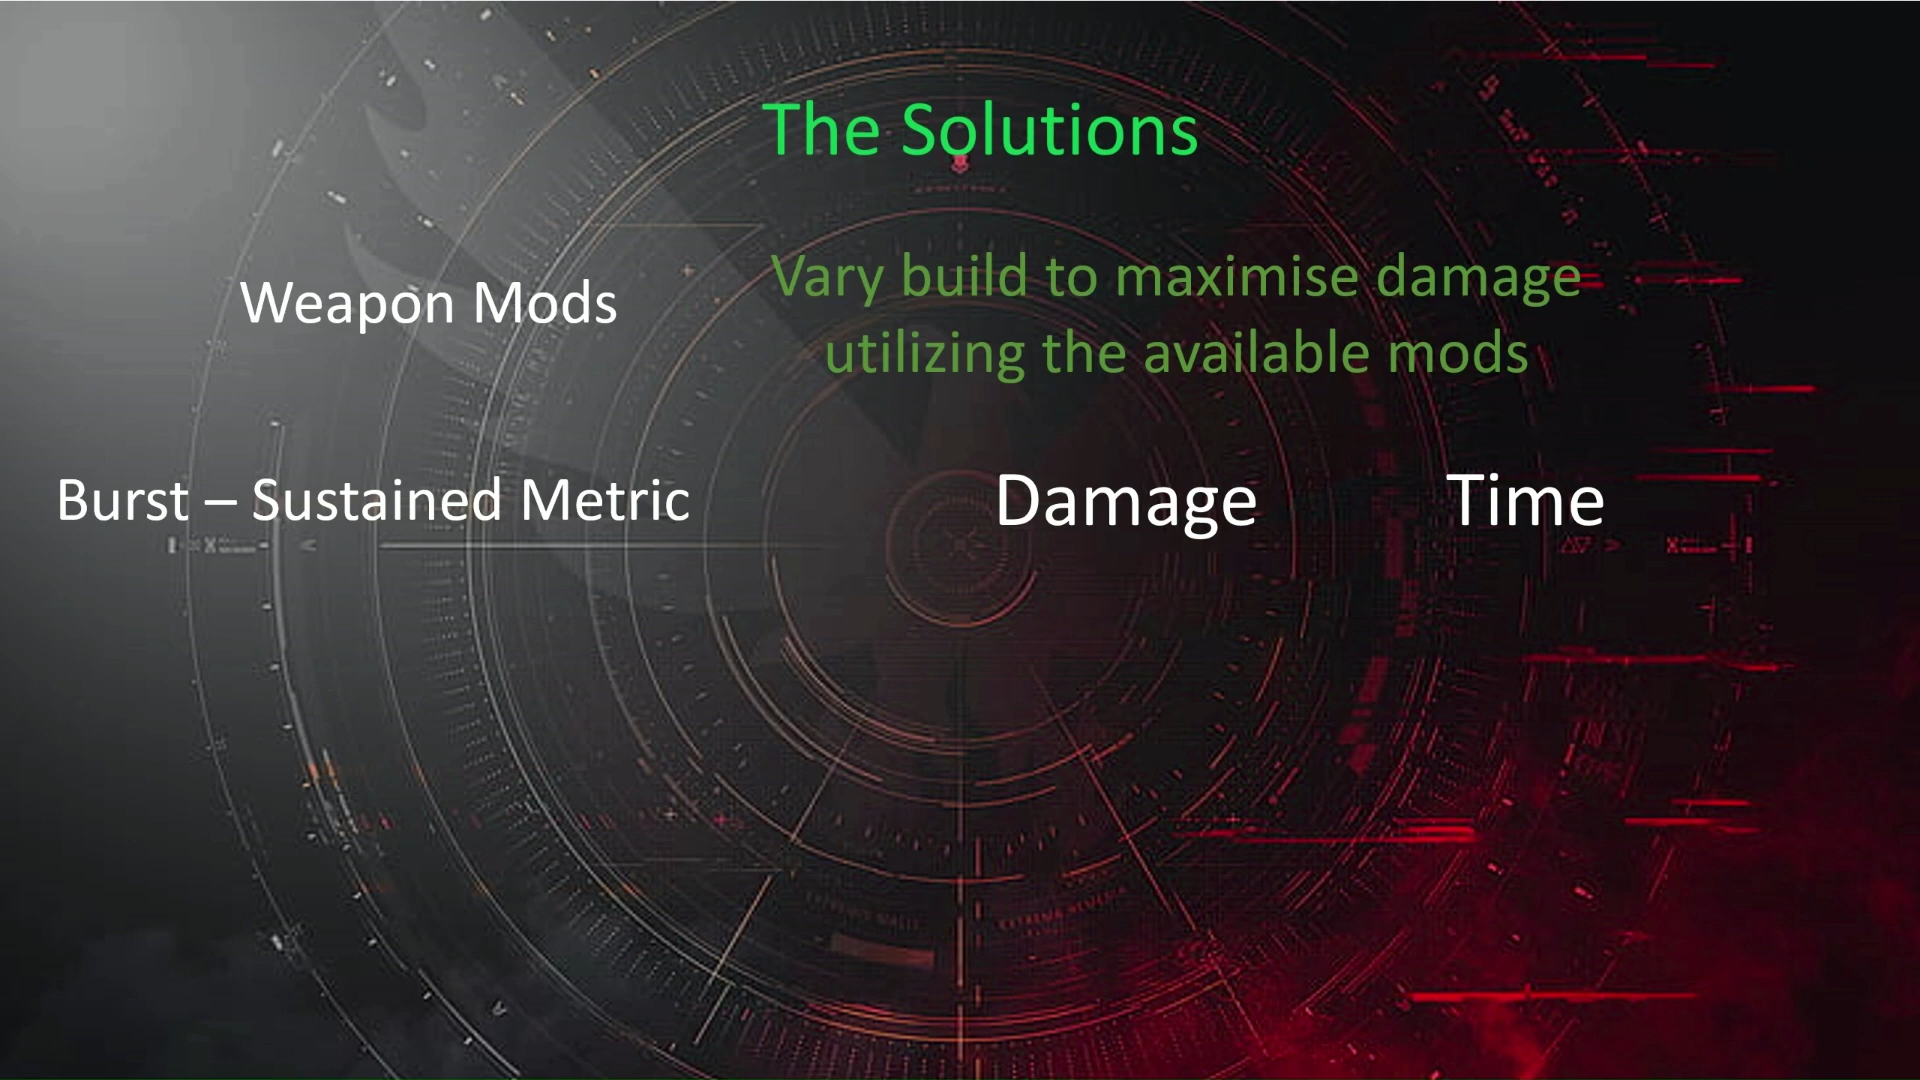 The Solutions
Weapon Mods
Vary build to maximise damage
utilizing the available mods
Burst – Sustained Metric
Damage
Time